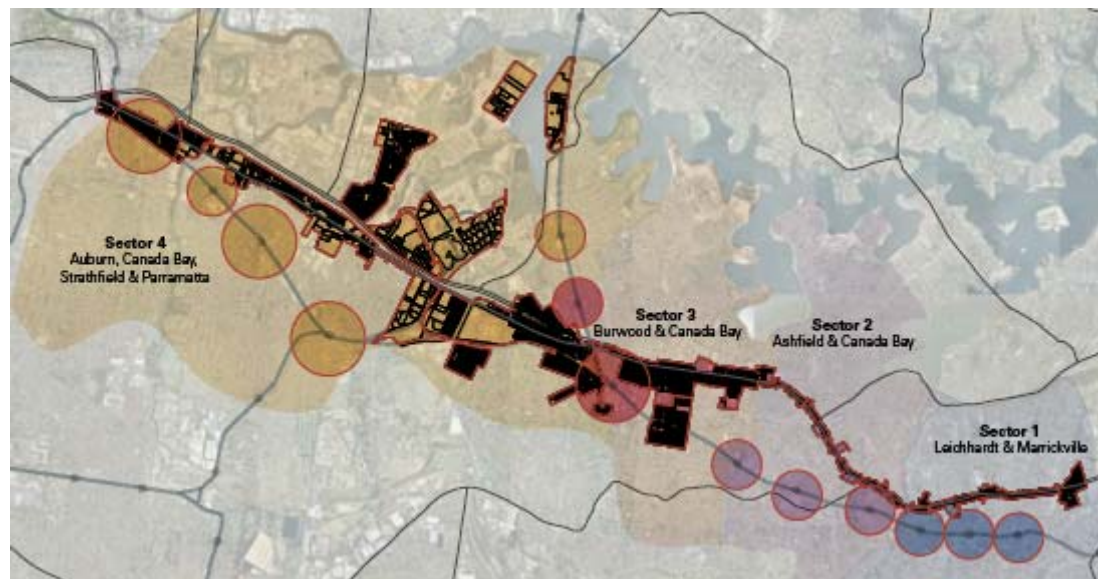 Sector 4
Auburn, Canada Bay,
Strathfield & Parramatta
Sector 3
Burwood & Canada Bay
Sector 2
Ashfield & Canada Bay
Sector 1
Leichhardt & Marrickville